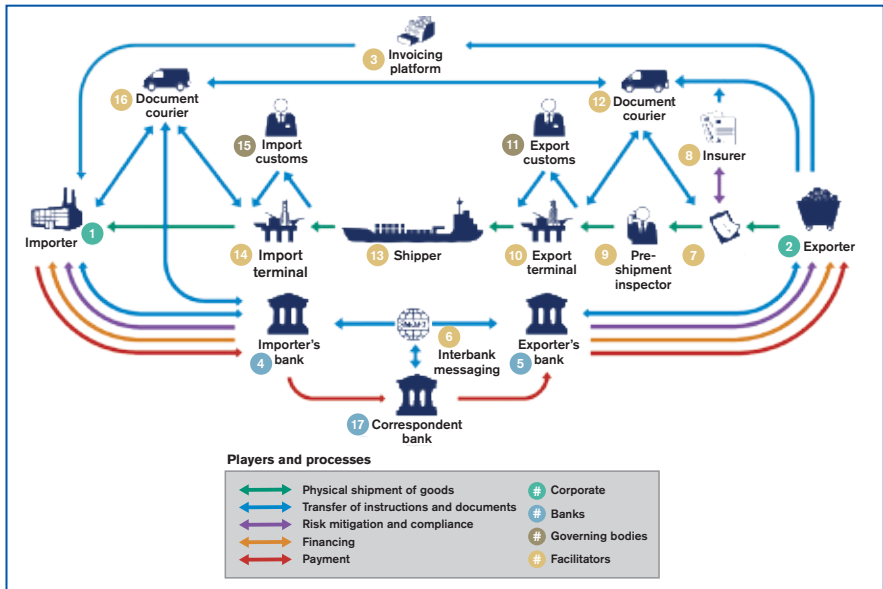 3
Invoicing
platform
16
Document
courier
12
Document
courier
15
Import
customs
11
Export
customs
8
Insurer
Importer
1
14
Import
terminal
13
Shipper
10
Export
terminal
9
Pre-
shipment
inspector
7
2
Exporter
Importer's
bank
4
6
Interbank
messaging
Exporter's
bank
5
17
Correspondent
bank
Players and processes
Physical shipment of goods
Transfer of instructions and documents
Risk mitigation and compliance
Financing
Payment
# Corporate
# Banks
# Governing bodies
# Facilitators